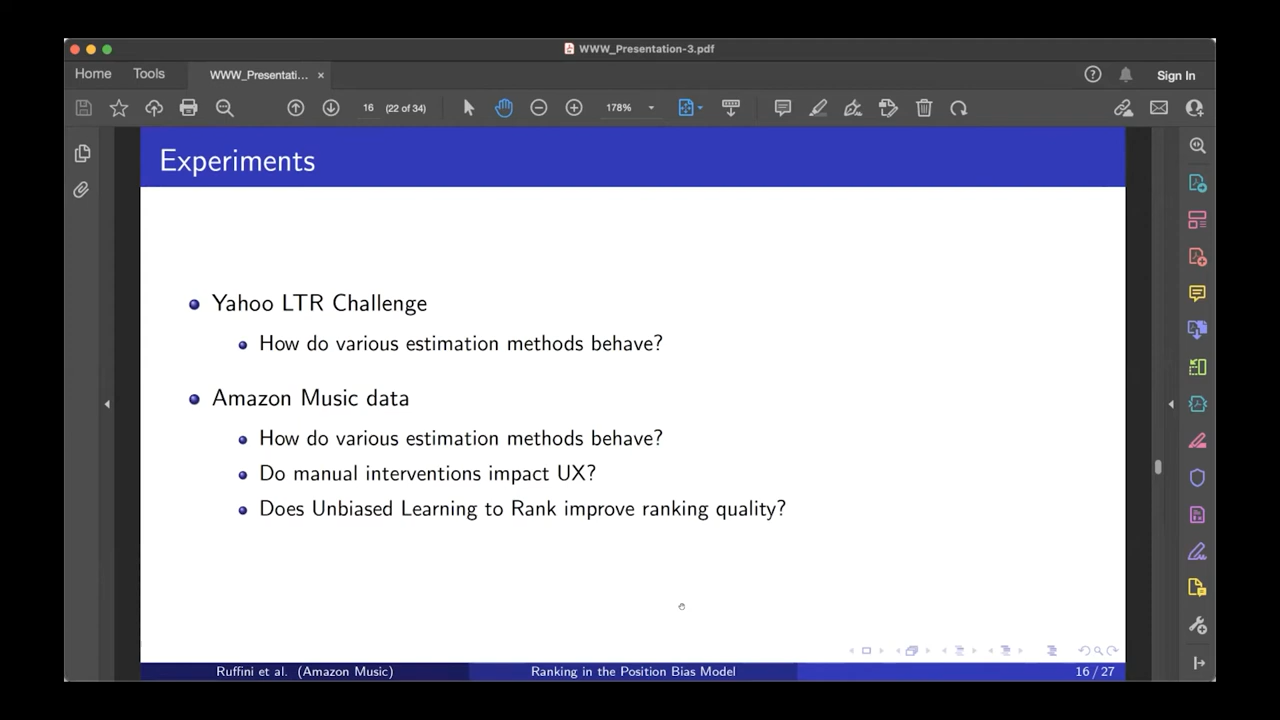 WWW_Presentation-3.pdf
Home Tools WWW_Presentati... × Sign In
16 (22 of 34) 178%
Experiments
Yahoo LTR Challenge
How do various estimation methods behave?
Amazon Music data
How do various estimation methods behave?
Do manual interventions impact UX?
Does Unbiased Learning to Rank improve ranking quality?
Ruffini et al. (Amazon Music) Ranking in the Position Bias Model 16 / 27